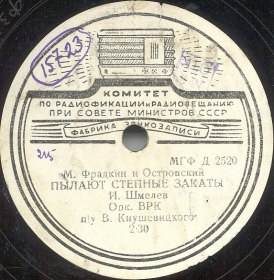 1573
КОМИТЕТ
ПО РАДИОФИКАЦИИ и РАДИОВЕЩАНИЮ
ПРИ СОВЕТЕ МИНИСТРОВ СССР
ФАБРИКА ЗВУКОЗАПИСИ
215
МГФ Д 2520
М. Фрадкин и Островский
ПЫЛАЮТ СТЕПНЫЕ ЗАКАТЫ
И. Шмелев
Орк. ВРК
п/у В. Кнушевицкого
2-30